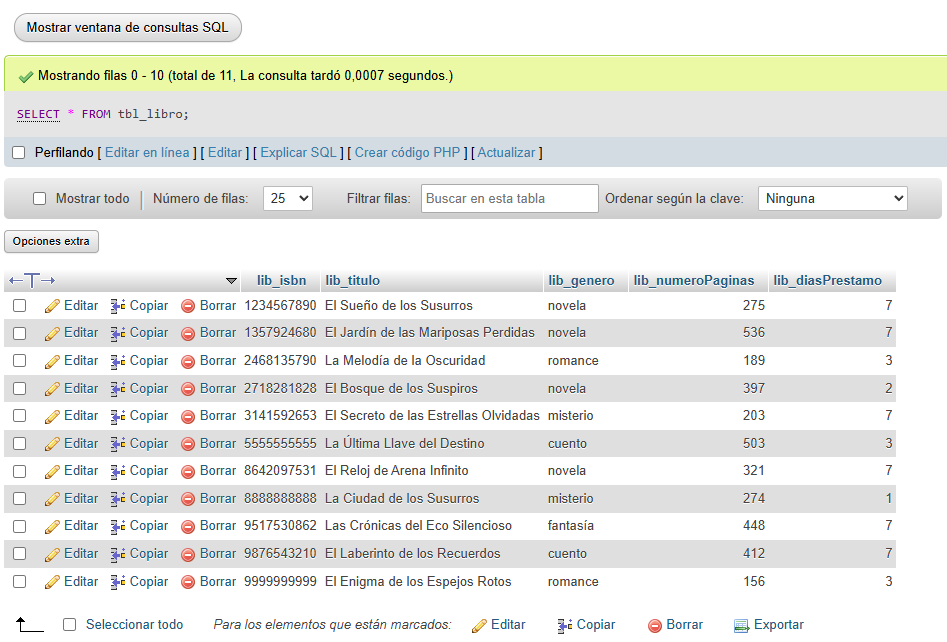 Mostrar ventana de consultas SQL
Mostrando filas 0 - 10 (total de 11, La consulta tardó 0,0007 segundos.)
SELECT * FROM tbl_libro;
Perfilando [ Editar en línea ] [ Editar ] [ Explicar SQL ] [ Crear código PHP ] [ Actualizar ]
Mostrar todo Número de filas: 25 Filtrar filas: Buscar en esta tabla Ordenar según la clave: Ninguna
Opciones extra
lib_isbn lib_titulo lib_genero lib_numeroPaginas lib_diasPrestamo
Editar Copiar Borrar 1234567890 El Sueño de los Susurros novela 275 7
Editar Copiar Borrar 1357924680 El Jardín de las Mariposas Perdidas novela 536 7
Editar Copiar Borrar 2468135790 La Melodía de la Oscuridad romance 189 3
Editar Copiar Borrar 2718281828 El Bosque de los Suspiros novela 397 2
Editar Copiar Borrar 3141592653 El Secreto de las Estrellas Olvidadas misterio 203 7
Editar Copiar Borrar 5555555555 La Última Llave del Destino cuento 503 3
Editar Copiar Borrar 8642097531 El Reloj de Arena Infinito novela 321 7
Editar Copiar Borrar 8888888888 La Ciudad de los Susurros misterio 274 1
Editar Copiar Borrar 9517530862 Las Crónicas del Eco Silencioso fantasía 448 7
Editar Copiar Borrar 9876543210 El Laberinto de los Recuerdos cuento 412 7
Editar Copiar Borrar 9999999999 El Enigma de los Espejos Rotos romance 156 3
Seleccionar todo Para los elementos que están marcados: Editar Copiar Borrar Exportar